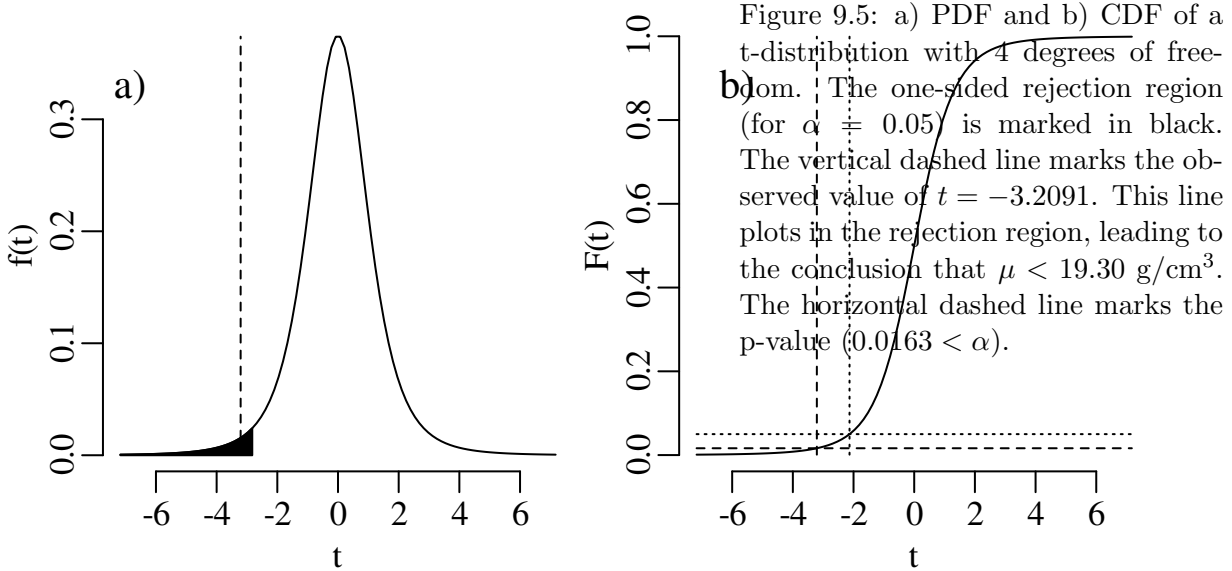 a)
f(t)
0.0
0.1
0.2
0.3
-6 -4 -2 0 2 4 6
t
b)
F(t)
0.0
0.2
0.4
0.6
0.8
1.0
-6 -4 -2 0 2 4 6
t
Figure 9.5: a) PDF and b) CDF of a
t-distribution with 4 degrees of free-
dom. The one-sided rejection region
(for α = 0.05) is marked in black.
The vertical dashed line marks the ob-
served value of t = −3.2091. This line
plots in the rejection region, leading to
the conclusion that μ < 19.30 g/cm³.
The horizontal dashed line marks the
p-value (0.0163 < α).